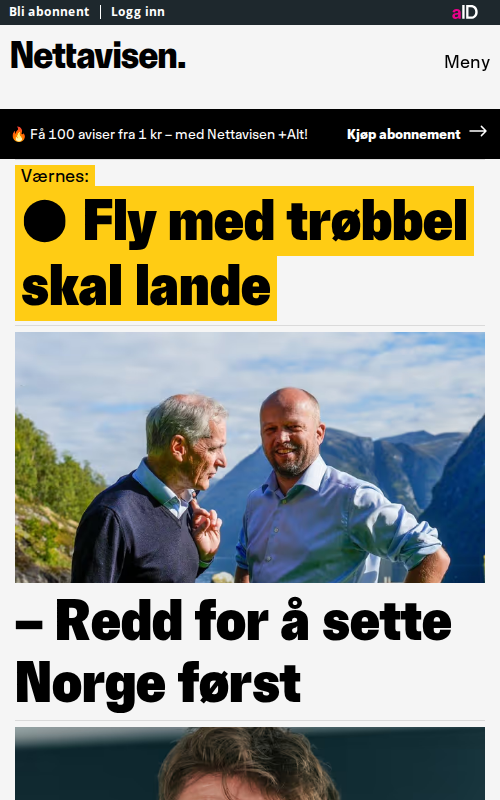 Bli abonnent | Logg inn
aID
Nettavisen.
Meny
🔥 Få 100 aviser fra 1 kr – med Nettavisen +Alt!
Kjøp abonnement →
Værnes:
● Fly med trøbbel
skal lande
– Redd for å sette
Norge først